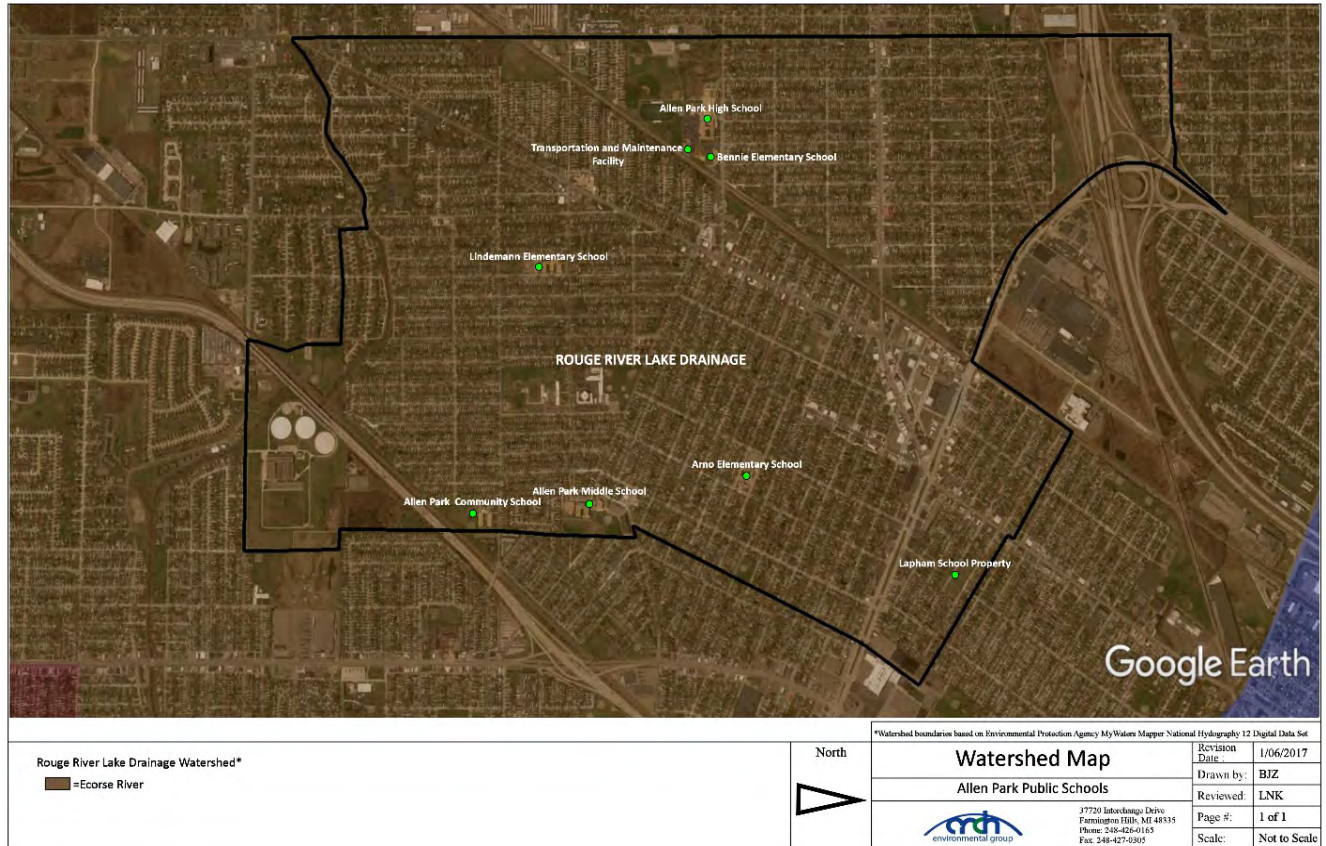 Allen Park High School
Transportation and Maintenance
Facility
Bennie Elementary School
Lindemann Elementary School
ROUGE RIVER LAKE DRAINAGE
Arno Elementary School
Allen Park Middle School
Allen Park Community School
Lapham School Property
Google Earth
*Watershed boundaries based on Environmental Protection Agency MyWaters Mapper National Hydography 12 Digital Data Set
Rouge River Lake Drainage Watershed*
=Ecorse River
North
Watershed Map
Allen Park Public Schools
mch
environmental group
37720 Interchange Drive
Farmington Hills, MI 48335
Phone: 248-426-0165
Fax: 248-427-0305
Revision
Date :
1/06/2017
Drawn by: BJZ
Reviewed: LNK
Page #: 1 of 1
Scale: Not to Scale